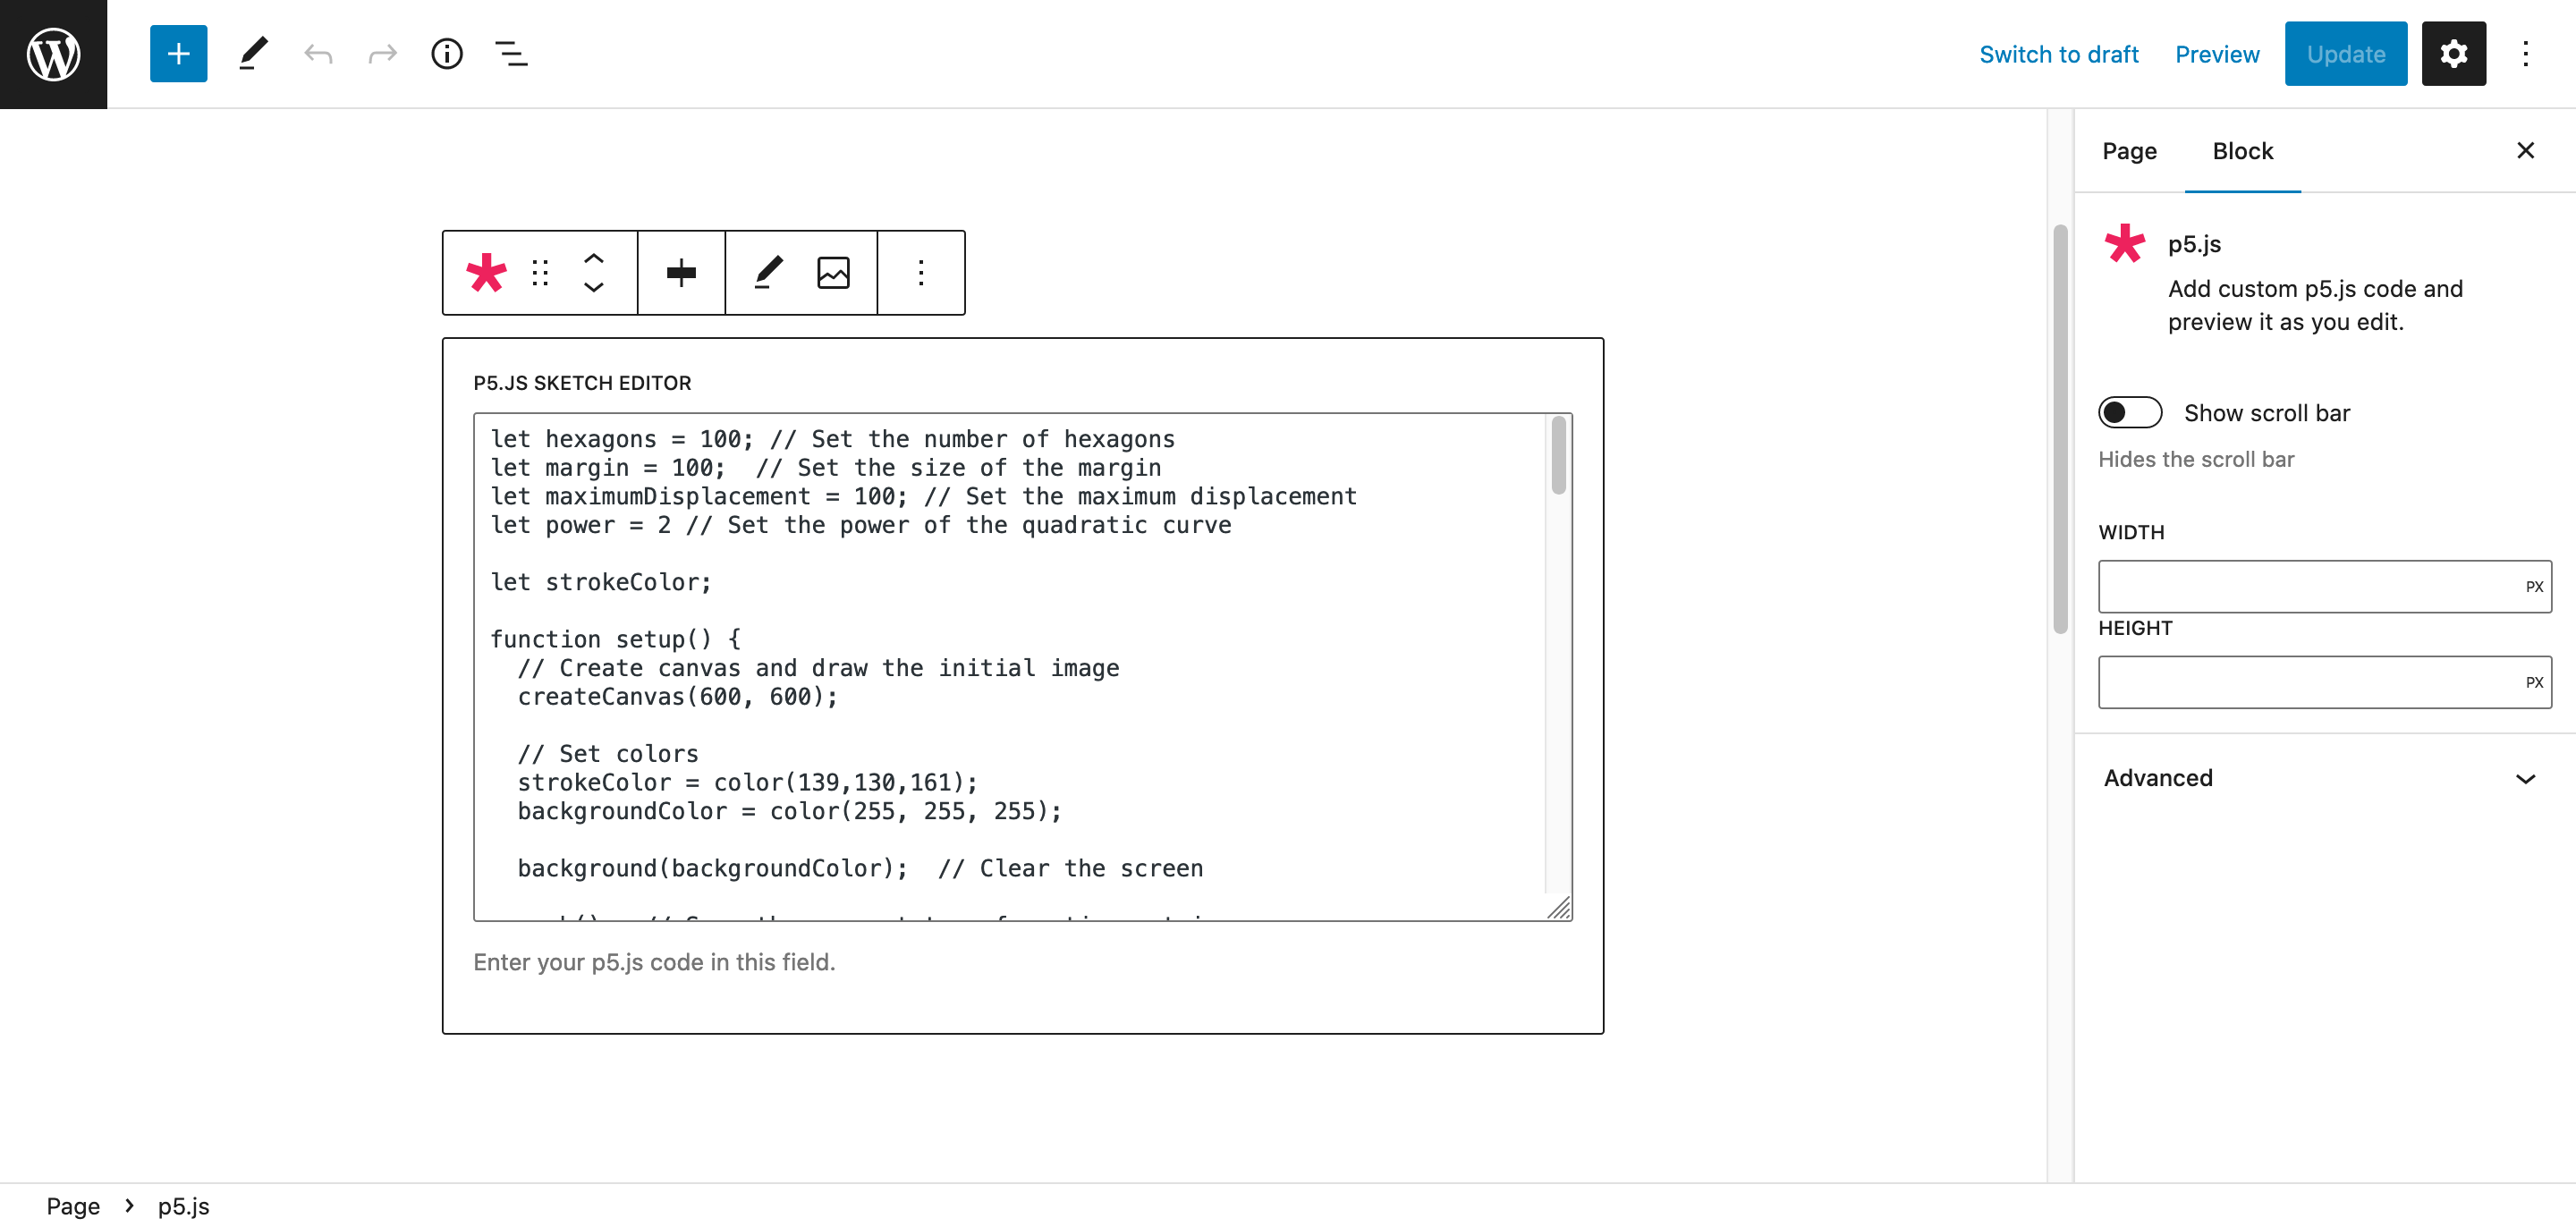 Switch to draft
Preview
Update
Page
Block
p5.js
Add custom p5.js code and
preview it as you edit.
Show scroll bar
Hides the scroll bar
WIDTH
PX
HEIGHT
PX
Advanced
P5.JS SKETCH EDITOR
let hexagons = 100; // Set the number of hexagons
let margin = 100;  // Set the size of the margin
let maximumDisplacement = 100; // Set the maximum displacement
let power = 2 // Set the power of the quadratic curve
let strokeColor;
function setup() {
  // Create canvas and draw the initial image
  createCanvas(600, 600);
  // Set colors
  strokeColor = color(139,130,161);
  backgroundColor = color(255, 255, 255);
  background(backgroundColor);  // Clear the screen
Enter your p5.js code in this field.
Page
p5.js